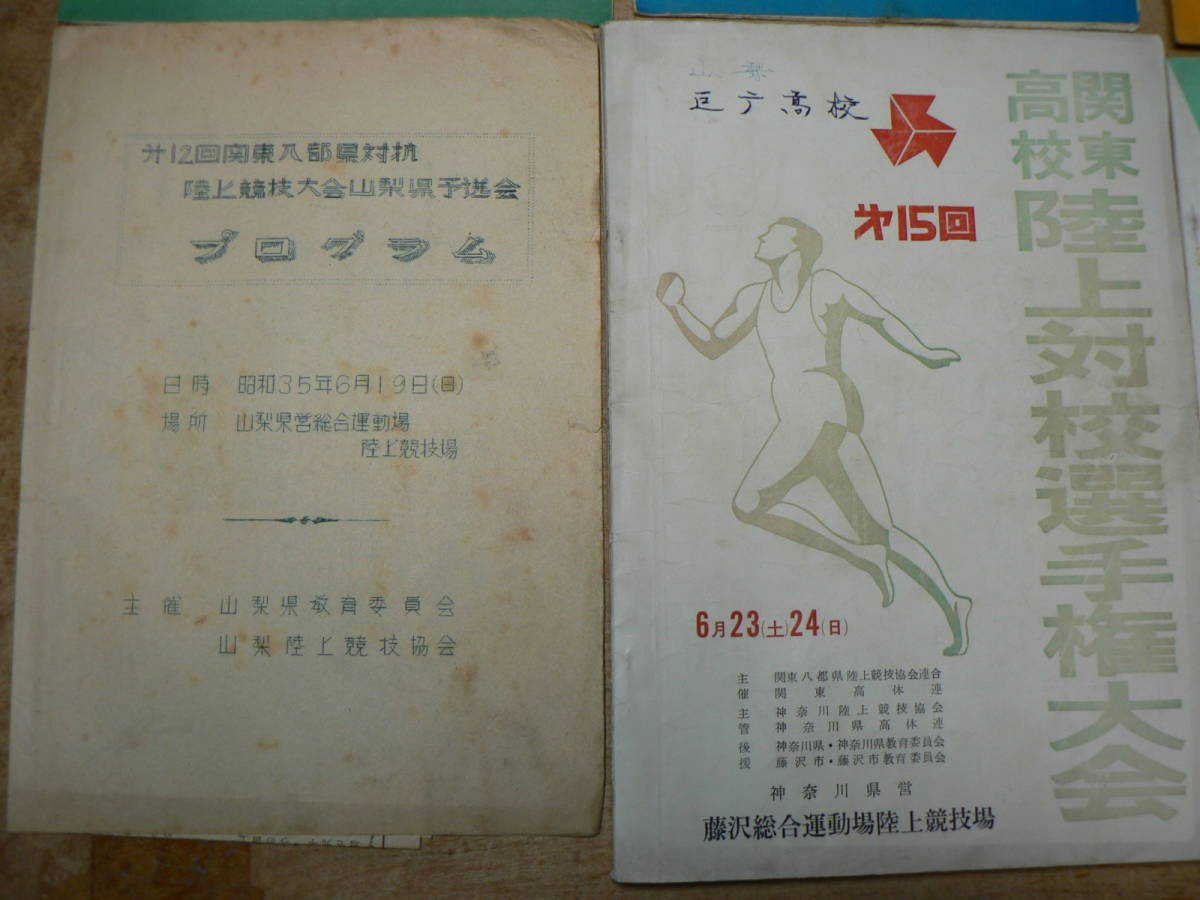 㐧12回関東八都県対抗
陸上競技大会山梨県予選会
プログラム
日時 昭和35年6月19日(日)
場所 山梨県営総合運動場
陸上競技場
主催 山梨県教育委員会
山梨陸上競技協会
山梨
巨广高校
㐧15回
関東
高校
陸上対校選手権大会
6月23(土)24(日)
主催 関東八都県陸上競技協会連合
関東高体連
主管 神奈川陸上競技協会
神奈川県高体連
後援 神奈川県・神奈川県教育委員会
藤沢市・藤沢市教育委員会
神奈川県営
藤沢総合運動場陸上競技場